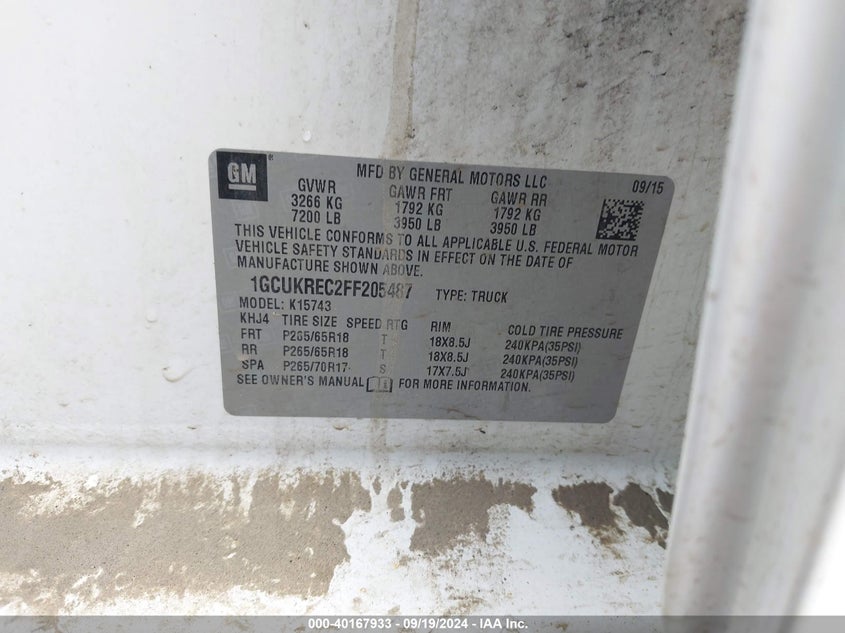 GM ®
MFD BY GENERAL MOTORS LLC 09/15
GVWR GAWR FRT GAWR RR
3266 KG 1792 KG 1792 KG
7200 LB 3950 LB 3950 LB
THIS VEHICLE CONFORMS TO ALL APPLICABLE U.S. FEDERAL MOTOR
VEHICLE SAFETY STANDARDS IN EFFECT ON THE DATE OF
MANUFACTURE SHOWN ABOVE.
1GCUKREC2FF205487 TYPE: TRUCK
MODEL: K15743
KHJ4 TIRE SIZE SPEED RTG RIM COLD TIRE PRESSURE
FRT P265/65R18 T 18X8.5J 240KPA(35PSI)
RR P265/65R18 T 18X8.5J 240KPA(35PSI)
SPA P265/70R17 S 17X7.5J 240KPA(35PSI)
SEE OWNER'S MANUAL FOR MORE INFORMATION.
000-40167933 - 09/19/2024 - IAA Inc.